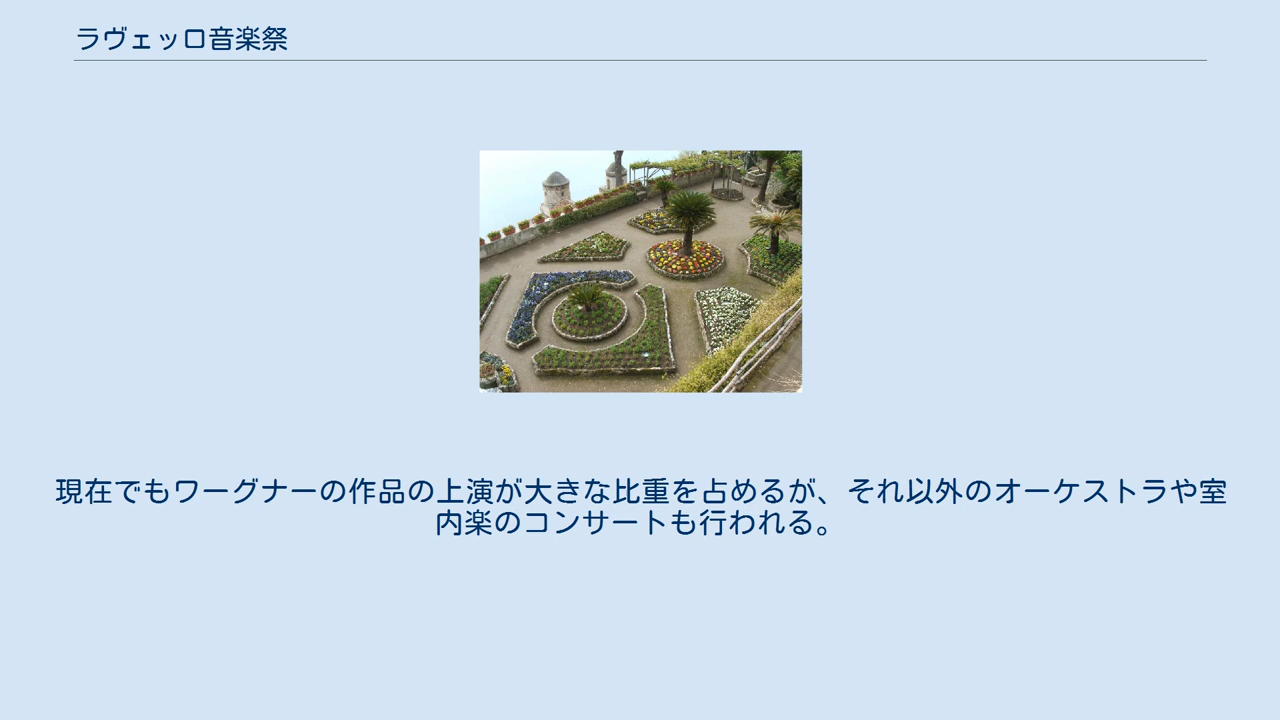 ラヴェッロ音楽祭
現在でもワーグナーの作品の上演が大きな比重を占めるが、それ以外のオーケストラや室
内楽のコンサートも行われる。